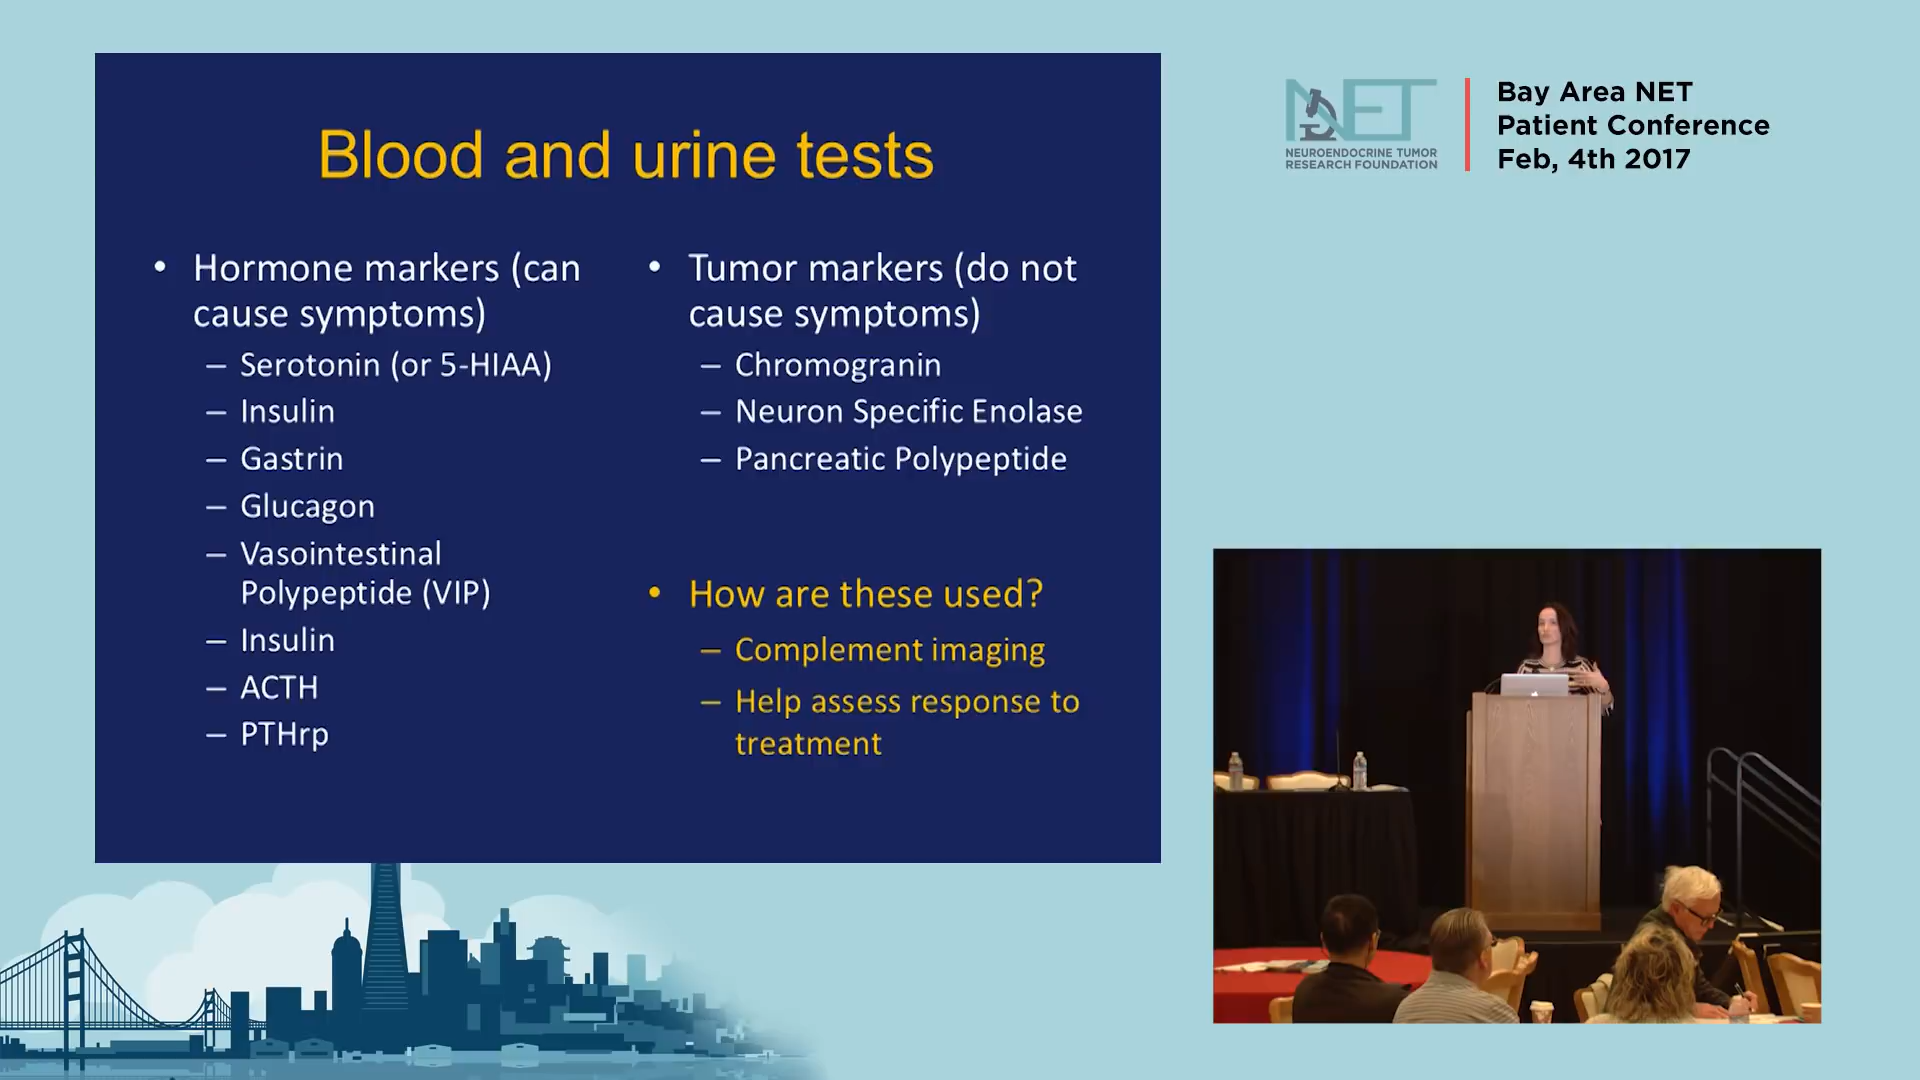 Blood and urine tests
• Hormone markers (can
cause symptoms)
– Serotonin (or 5-HIAA)
– Insulin
– Gastrin
– Glucagon
– Vasointestinal
Polypeptide (VIP)
– Insulin
– ACTH
– PTHrp
• Tumor markers (do not
cause symptoms)
– Chromogranin
– Neuron Specific Enolase
– Pancreatic Polypeptide
• How are these used?
– Complement imaging
– Help assess response to
treatment
NET
NEUROENDOCRINE TUMOR
RESEARCH FOUNDATION
Bay Area NET
Patient Conference
Feb, 4th 2017